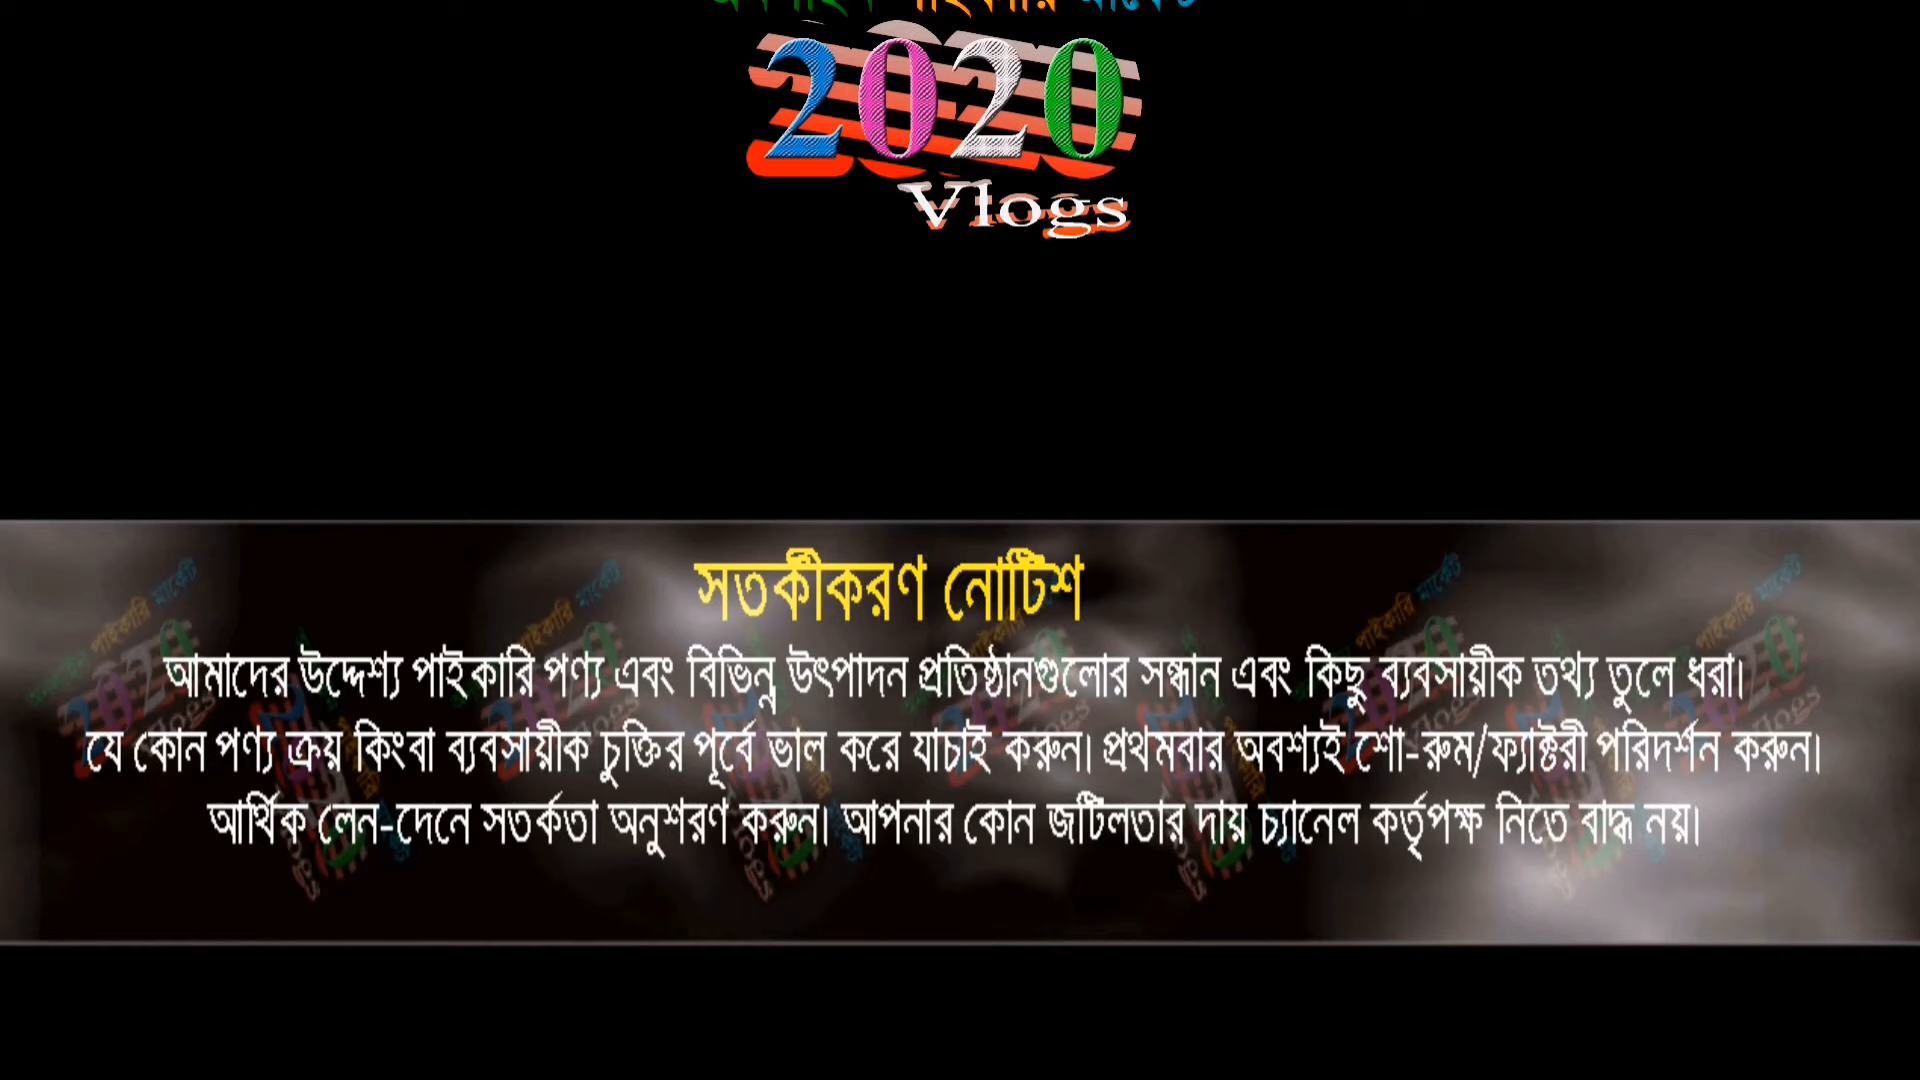 পাইকারি মার্কেট
2020
Vlogs
সতর্কীকরণ নোটিশ
আমাদের উদ্দেশ্য পাইকারি পণ্য এবং বিভিন্ন উৎপাদন প্রতিষ্ঠানগুলোর সন্ধান এবং কিছু ব্যবসায়ীক তথ্য তুলে ধরা।
যে কোন পণ্য ক্রয় কিংবা ব্যবসায়ীক চুক্তির পূর্বে ভাল করে যাচাই করুন। প্রথমবার অবশ্যই শো-রুম/ফ্যাক্টরী পরিদর্শন করুন।
আর্থিক লেন-দেনে সতর্কতা অনুশরণ করুন। আপনার কোন জটিলতার দায় চ্যানেল কর্তৃপক্ষ নিতে বাদ্ধ নয়।